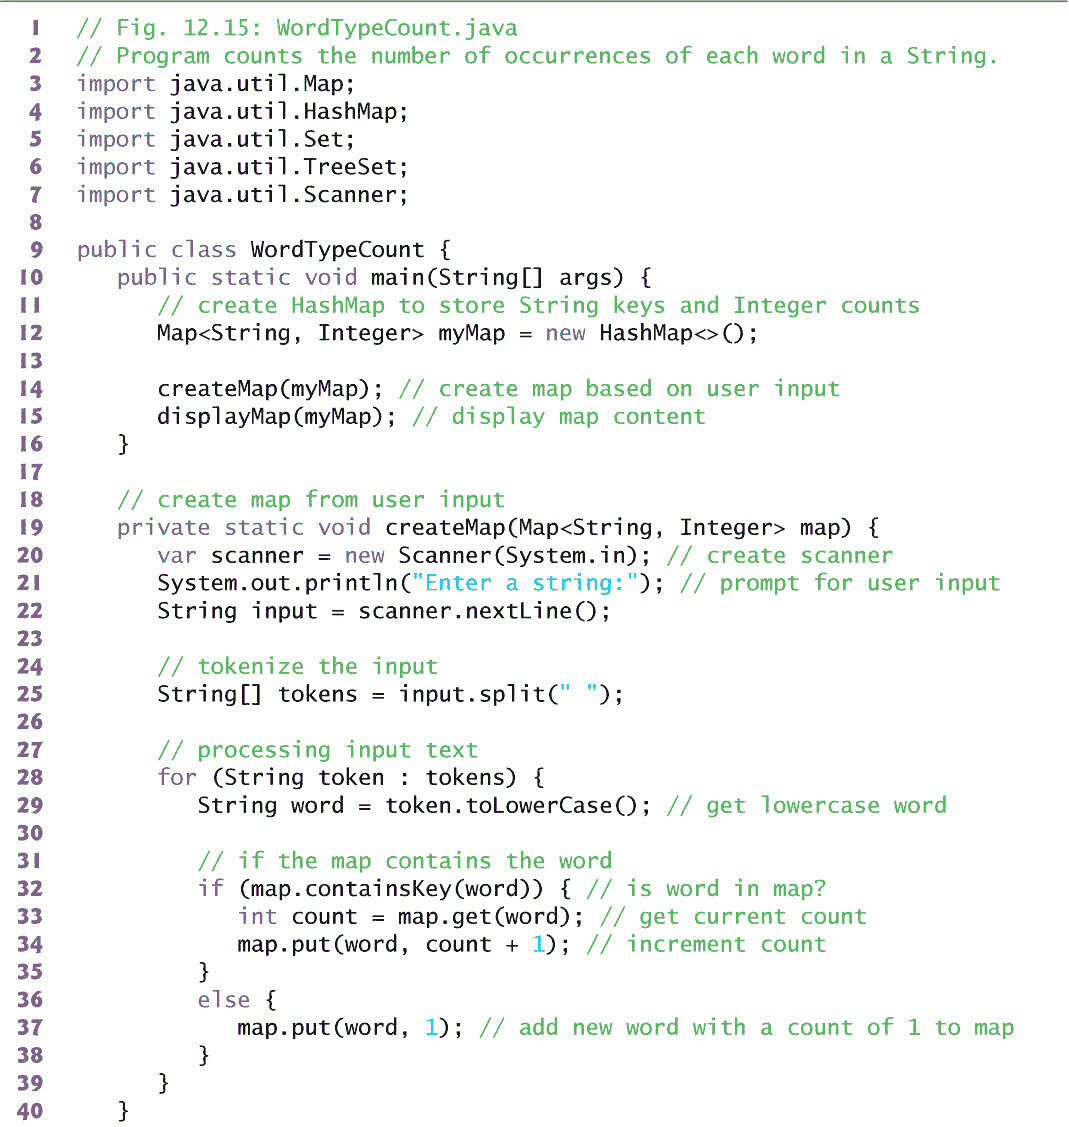 1 // Fig. 12.15: WordTypeCount.java
2 // Program counts the number of occurrences of each word in a String.
3 import java.util.Map;
4 import java.util.HashMap;
5 import java.util.Set;
6 import java.util.TreeSet;
7 import java.util.Scanner;
8
9 public class WordTypeCount {
10    public static void main(String[] args) {
11       // create HashMap to store String keys and Integer counts
12       Map<String, Integer> myMap = new HashMap<>();
13
14       createMap(myMap); // create map based on user input
15       displayMap(myMap); // display map content
16    }
17
18    // create map from user input
19    private static void createMap(Map<String, Integer> map) {
20       var scanner = new Scanner(System.in); // create scanner
21       System.out.println("Enter a string:"); // prompt for user input
22       String input = scanner.nextLine();
23
24       // tokenize the input
25       String[] tokens = input.split(" ");
26
27       // processing input text
28       for (String token : tokens) {
29          String word = token.toLowerCase(); // get lowercase word
30
31          // if the map contains the word
32          if (map.containsKey(word)) { // is word in map?
33             int count = map.get(word); // get current count
34             map.put(word, count + 1); // increment count
35          }
36          else {
37             map.put(word, 1); // add new word with a count of 1 to map
38          }
39       }
40    }